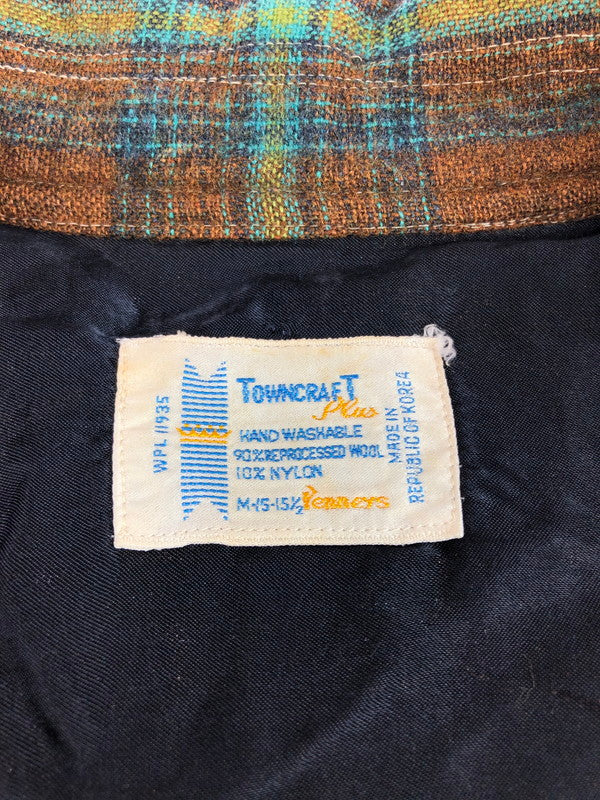 WPL 11935
TOWNCRAFT
Plus
HAND WASHABLE
90% REPROCESSED WOOL
10% NYLON
M-15-15½ Penneys
MADE IN
REPUBLIC OF KOREA